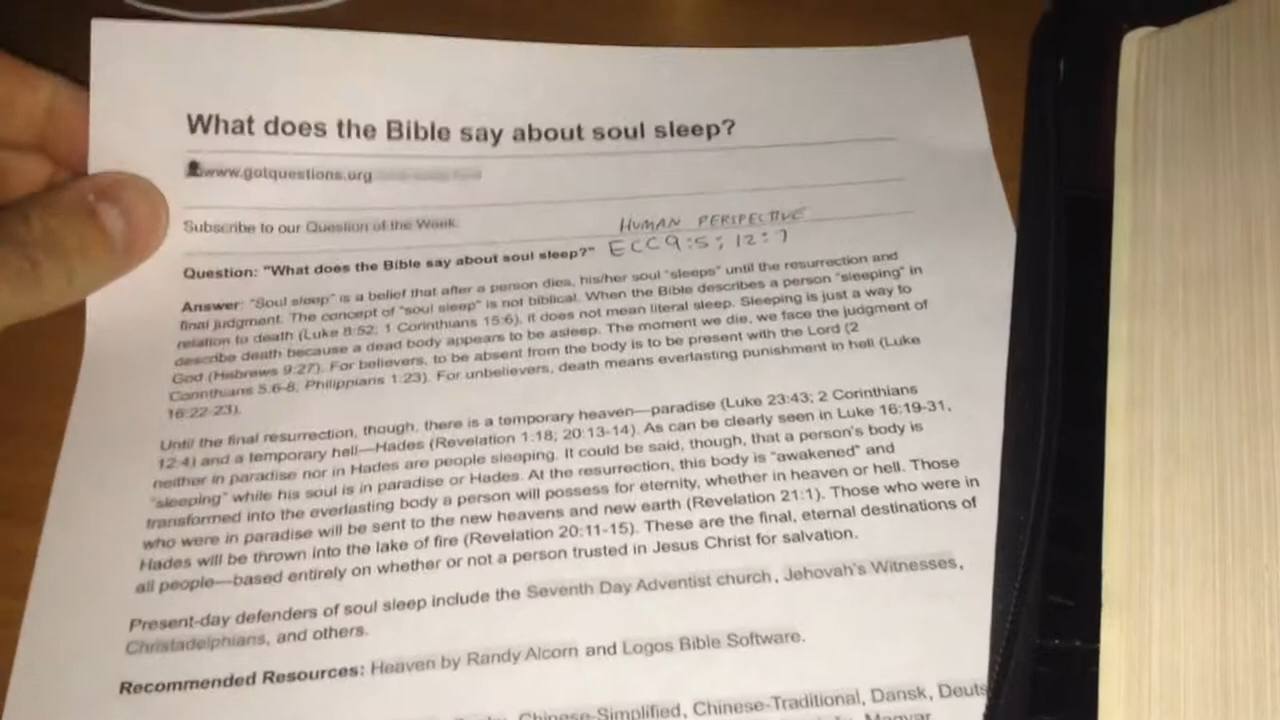 What does the Bible say about soul sleep?
www.gotquestions.org
Subscribe to our Question of the Week
HUMAN PERSPECTIVE
ECC 9:5; 12:7
Question: "What does the Bible say about soul sleep?"
Answer: "Soul sleep" is a belief that after a person dies, his/her soul "sleeps" until the resurrection and
final judgment. The concept of "soul sleep" is not biblical. When the Bible describes a person "sleeping" in
relation to death (Luke 8:52; 1 Corinthians 15:6), it does not mean literal sleep. Sleeping is just a way to
describe death because a dead body appears to be asleep. The moment we die, we face the judgment of
God (Hebrews 9:27). For believers, to be absent from the body is to be present with the Lord (2
Corinthians 5:6-8; Philippians 1:23). For unbelievers, death means everlasting punishment in hell (Luke
16:22-23).
Until the final resurrection, though, there is a temporary heaven—paradise (Luke 23:43; 2 Corinthians
12:4) and a temporary hell—Hades (Revelation 1:18; 20:13-14). As can be clearly seen in Luke 16:19-31,
neither in paradise nor in Hades are people sleeping. It could be said, though, that a person's body is
"sleeping" while his soul is in paradise or Hades. At the resurrection, this body is "awakened" and
transformed into the everlasting body a person will possess for eternity, whether in heaven or hell. Those
who were in paradise will be sent to the new heavens and new earth (Revelation 21:1). Those who were in
Hades will be thrown into the lake of fire (Revelation 20:11-15). These are the final, eternal destinations of
all people—based entirely on whether or not a person trusted in Jesus Christ for salvation.
Present-day defenders of soul sleep include the Seventh Day Adventist church, Jehovah's Witnesses,
Christadelphians, and others.
Recommended Resources: Heaven by Randy Alcorn and Logos Bible Software.
Chinese-Simplified, Chinese-Traditional, Dansk, Deuts
Magyar